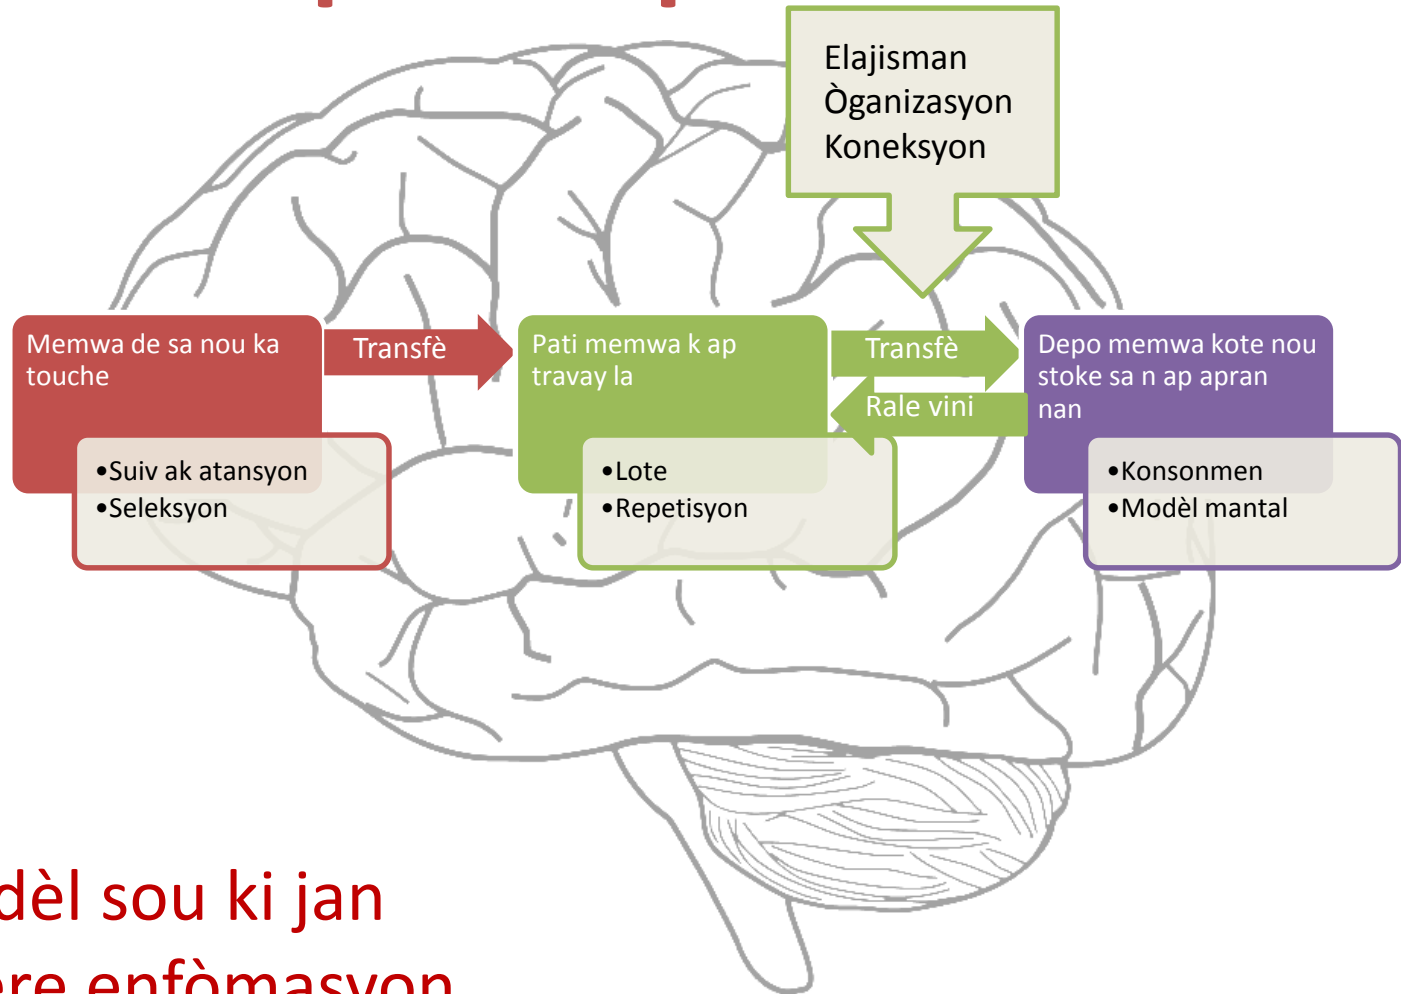 Elajisman
Òganizasyon
Koneksyon
Memwa de sa nou ka
touche
Transfè
Pati memwa k ap
travay la
Transfè
Rale vini
Depo memwa kote nou
stoke sa n ap apran
nan
•Suiv ak atansyon
•Seleksyon
•Lote
•Repetisyon
•Konsonmen
•Modèl mantal
dèl sou ki jan
ere enfòmasyon